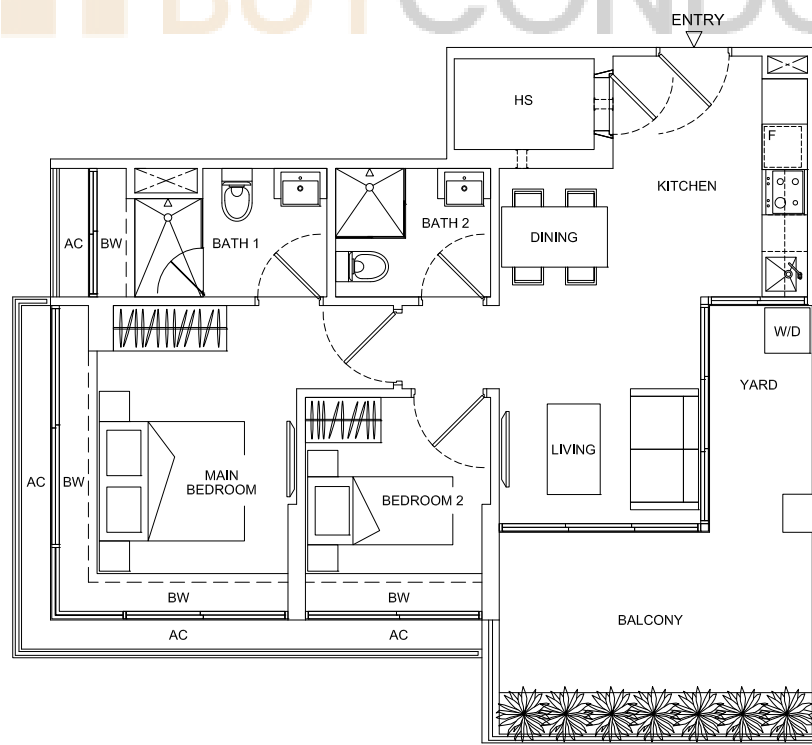 BUYCONDO
ENTRY
HS
F
KITCHEN
BATH 2
DINING
BATH 1
AC
BW
W/D
YARD
LIVING
MAIN
BEDROOM
AC
BW
BEDROOM 2
BW
BW
BALCONY
AC
AC